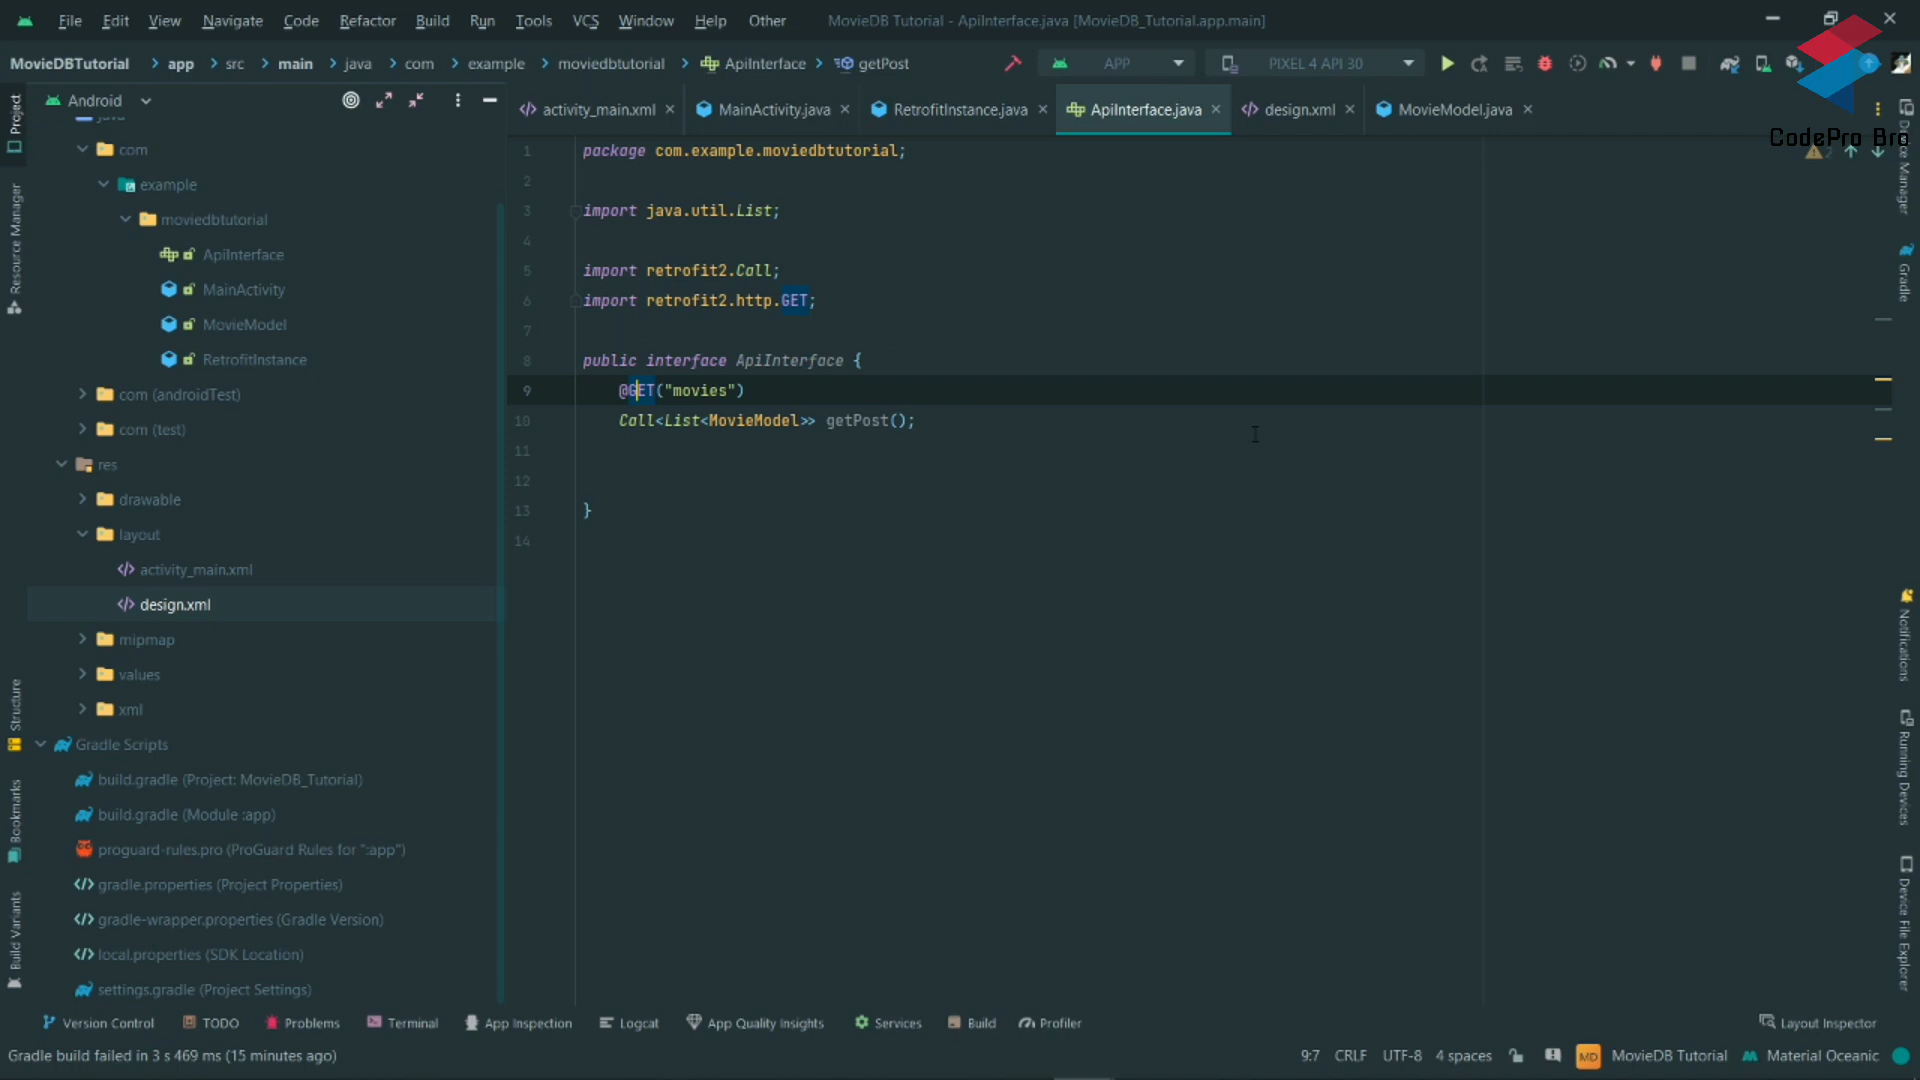 File Edit View Navigate Code Refactor Build Run Tools VCS Window Help Other MovieDB Tutorial - ApiInterface.java [MovieDB_Tutorial.app.main]
MovieDBTutorial app src main java com example moviedbtutorial ApiInterface getPost APP PIXEL 4 API 30
CodePro Bro
Android
activity_main.xml MainActivity.java RetrofitInstance.java ApiInterface.java design.xml MovieModel.java
Project
Resource Manager
Structure
Bookmarks
Build Variants
java
com
example
moviedbtutorial
ApiInterface
MainActivity
MovieModel
RetrofitInstance
com (androidTest)
com (test)
res
drawable
layout
activity_main.xml
design.xml
mipmap
values
xml
Gradle Scripts
build.gradle (Project: MovieDB_Tutorial)
build.gradle (Module :app)
proguard-rules.pro (ProGuard Rules for ":app")
gradle.properties (Project Properties)
gradle-wrapper.properties (Gradle Version)
local.properties (SDK Location)
settings.gradle (Project Settings)
1 package com.example.moviedbtutorial;
2
3 import java.util.List;
4
5 import retrofit2.Call;
6 import retrofit2.http.GET;
7
8 public interface ApiInterface {
9 @GET("movies")
10 Call<List<MovieModel>> getPost();
11
12
13 }
14
2
Manager
Gradle
Notifications
Running Devices
Device File Explorer
Version Control TODO Problems Terminal App Inspection Logcat App Quality Insights Services Build Profiler Layout Inspector
Gradle build failed in 3 s 469 ms (15 minutes ago) 9:7 CRLF UTF-8 4 spaces MD MovieDB Tutorial Material Oceanic